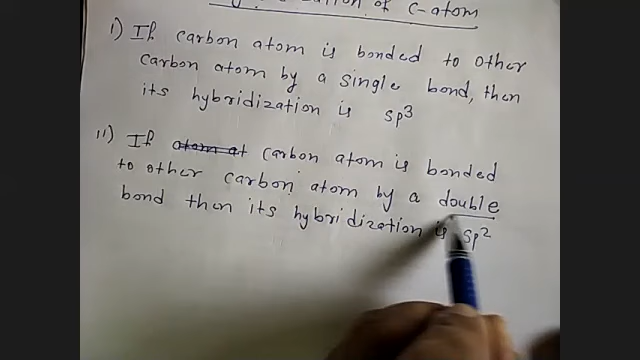 of C-atom
i) If carbon atom is bonded to other
carbon atom by a single bond, then
its hybridization is sp³
ii) If carbon atom is bonded
to other carbon atom by a double
bond then its hybridization is sp²